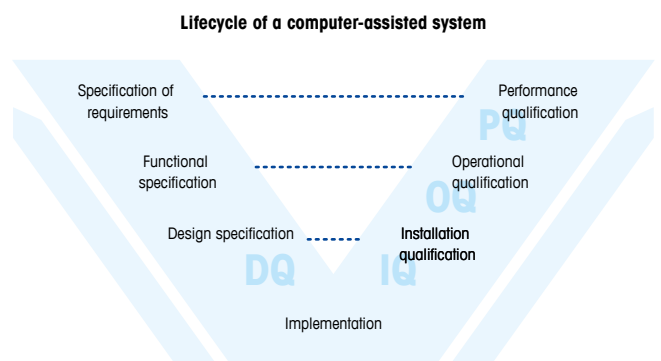 Lifecycle of a computer-assisted system
Specification of
requirements
Performance
qualification
PQ
Functional
specification
Operational
qualification
OQ
Design specification
Installation
qualification
DQ
IQ
Implementation